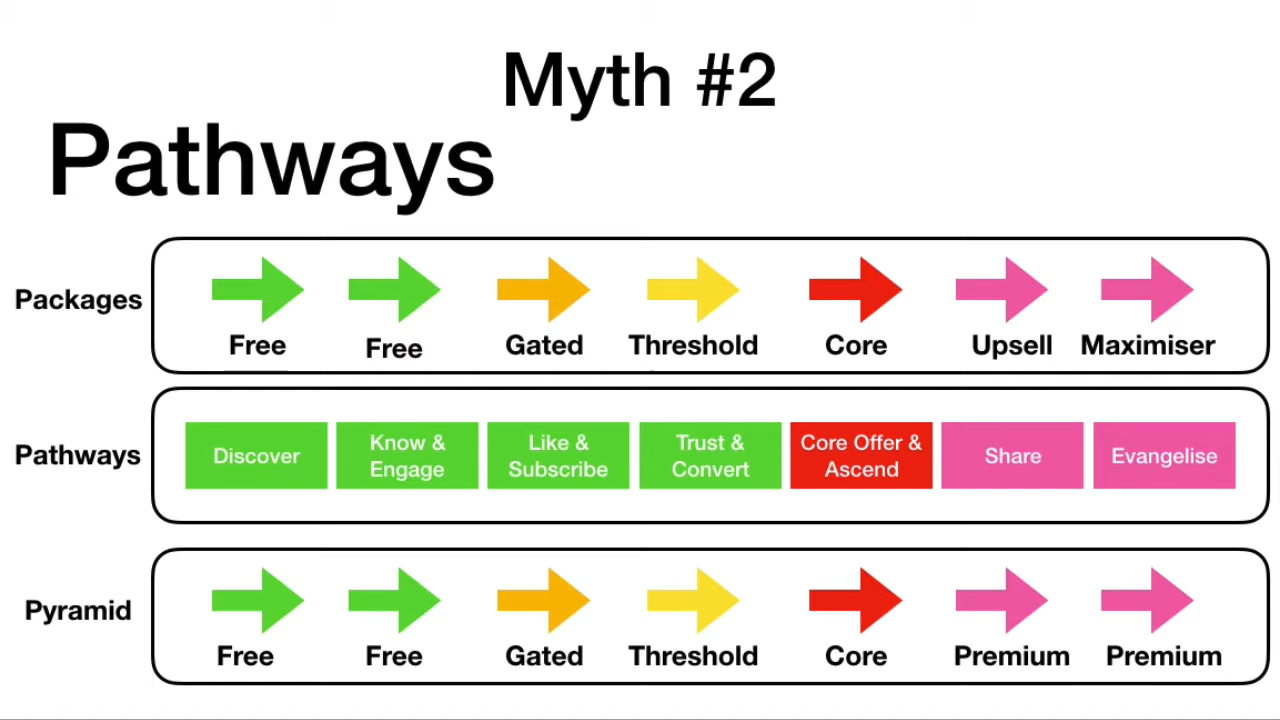 Myth #2
Pathways
Packages
Free
Free
Gated
Threshold
Core
Upsell
Maximiser
Pathways
Discover
Know &
Engage
Like &
Subscribe
Trust &
Convert
Core Offer &
Ascend
Share
Evangelise
Pyramid
Free
Free
Gated
Threshold
Core
Premium
Premium